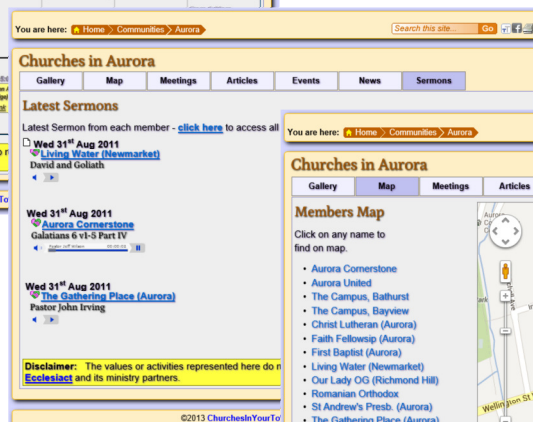 You are here: Home Communities Aurora
Search this site... Go
Churches in Aurora
Gallery Map Meetings Articles Events News Sermons
Latest Sermons
Latest Sermon from each member - click here to access all
Wed 31st Aug 2011
Living Water (Newmarket)
David and Goliath
Wed 31st Aug 2011
Aurora Cornerstone
Galatians 6 v1-5 Part IV
Wed 31st Aug 2011
The Gathering Place (Aurora)
Pastor John Irving
Disclaimer: The values or activities represented here do n
Ecclesiact and its ministry partners.
©2013 ChurchesInYourTo
You are here: Home Communities Aurora
Churches in Aurora
Gallery Map Meetings Articles
Members Map
Click on any name to
find on map.
• Aurora Cornerstone
• Aurora United
• The Campus, Bathurst
• The Campus, Bayview
• Christ Lutheran (Aurora)
• Faith Fellowsip (Aurora)
• First Baptist (Aurora)
• Living Water (Newmarket)
• Our Lady OG (Richmond Hill)
• Romanian Orthodox
• St Andrew's Presb. (Aurora)
• The Gathering Place (Aurora)
Wellington St